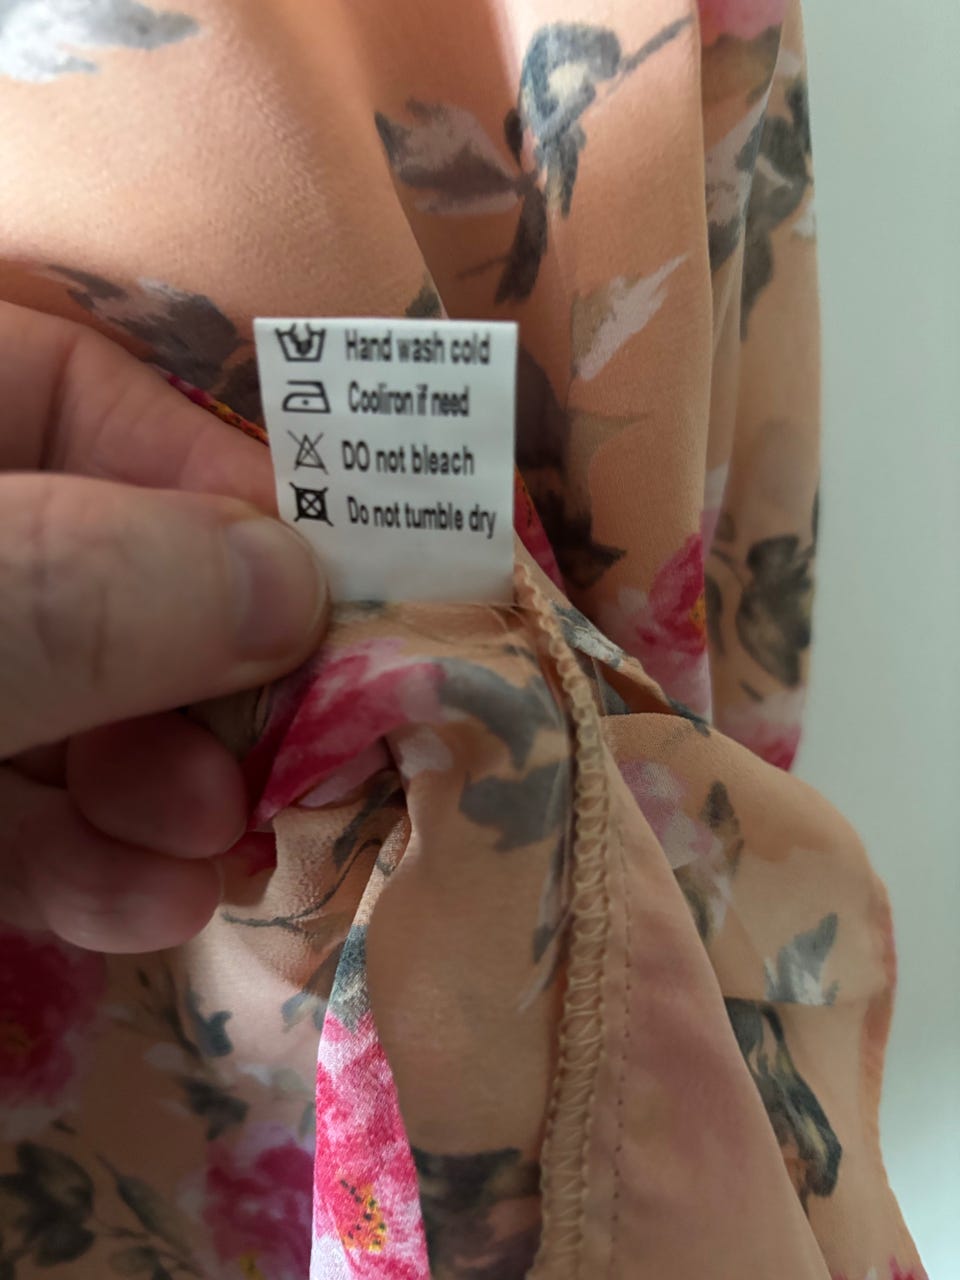 Hand wash cold
Cooliron if need
DO not bleach
Do not tumble dry